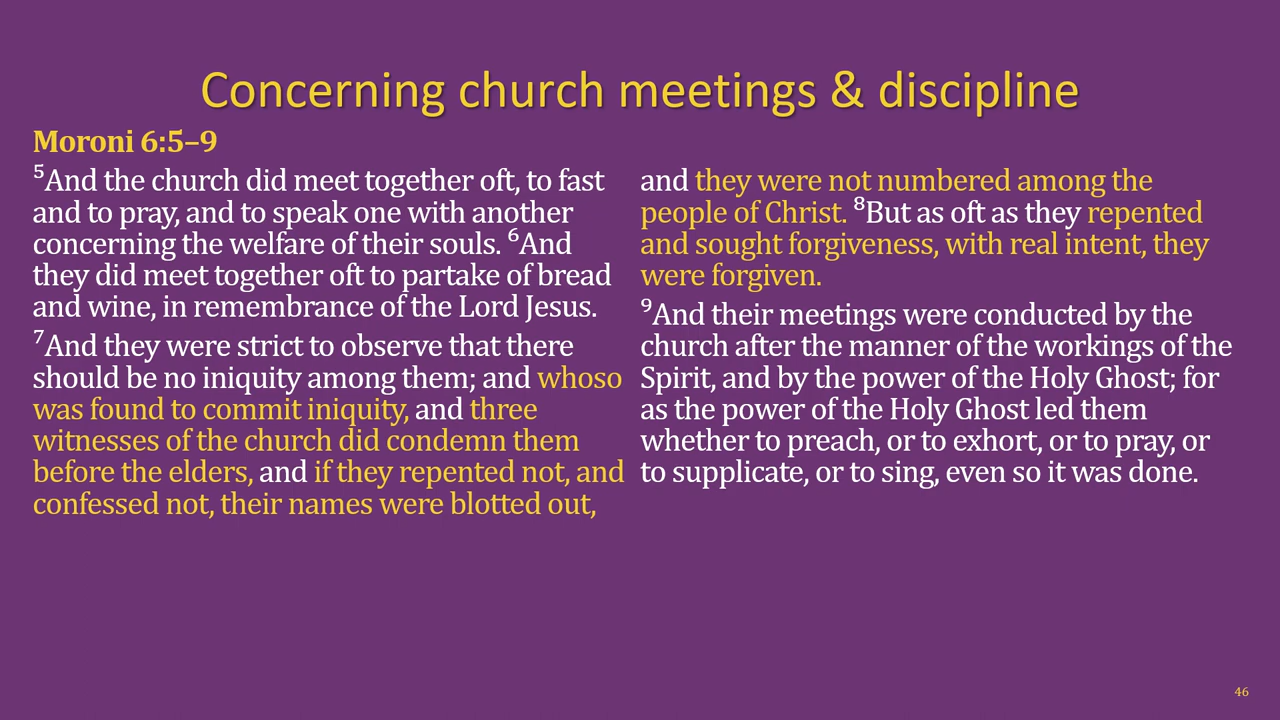 Concerning church meetings & discipline
Moroni 6:5–9
⁵And the church did meet together oft, to fast
and to pray, and to speak one with another
concerning the welfare of their souls. ⁶And
they did meet together oft to partake of bread
and wine, in remembrance of the Lord Jesus.
⁷And they were strict to observe that there
should be no iniquity among them; and whoso
was found to commit iniquity, and three
witnesses of the church did condemn them
before the elders, and if they repented not, and
confessed not, their names were blotted out,
and they were not numbered among the
people of Christ. ⁸But as oft as they repented
and sought forgiveness, with real intent, they
were forgiven.
⁹And their meetings were conducted by the
church after the manner of the workings of the
Spirit, and by the power of the Holy Ghost; for
as the power of the Holy Ghost led them
whether to preach, or to exhort, or to pray, or
to supplicate, or to sing, even so it was done.
46